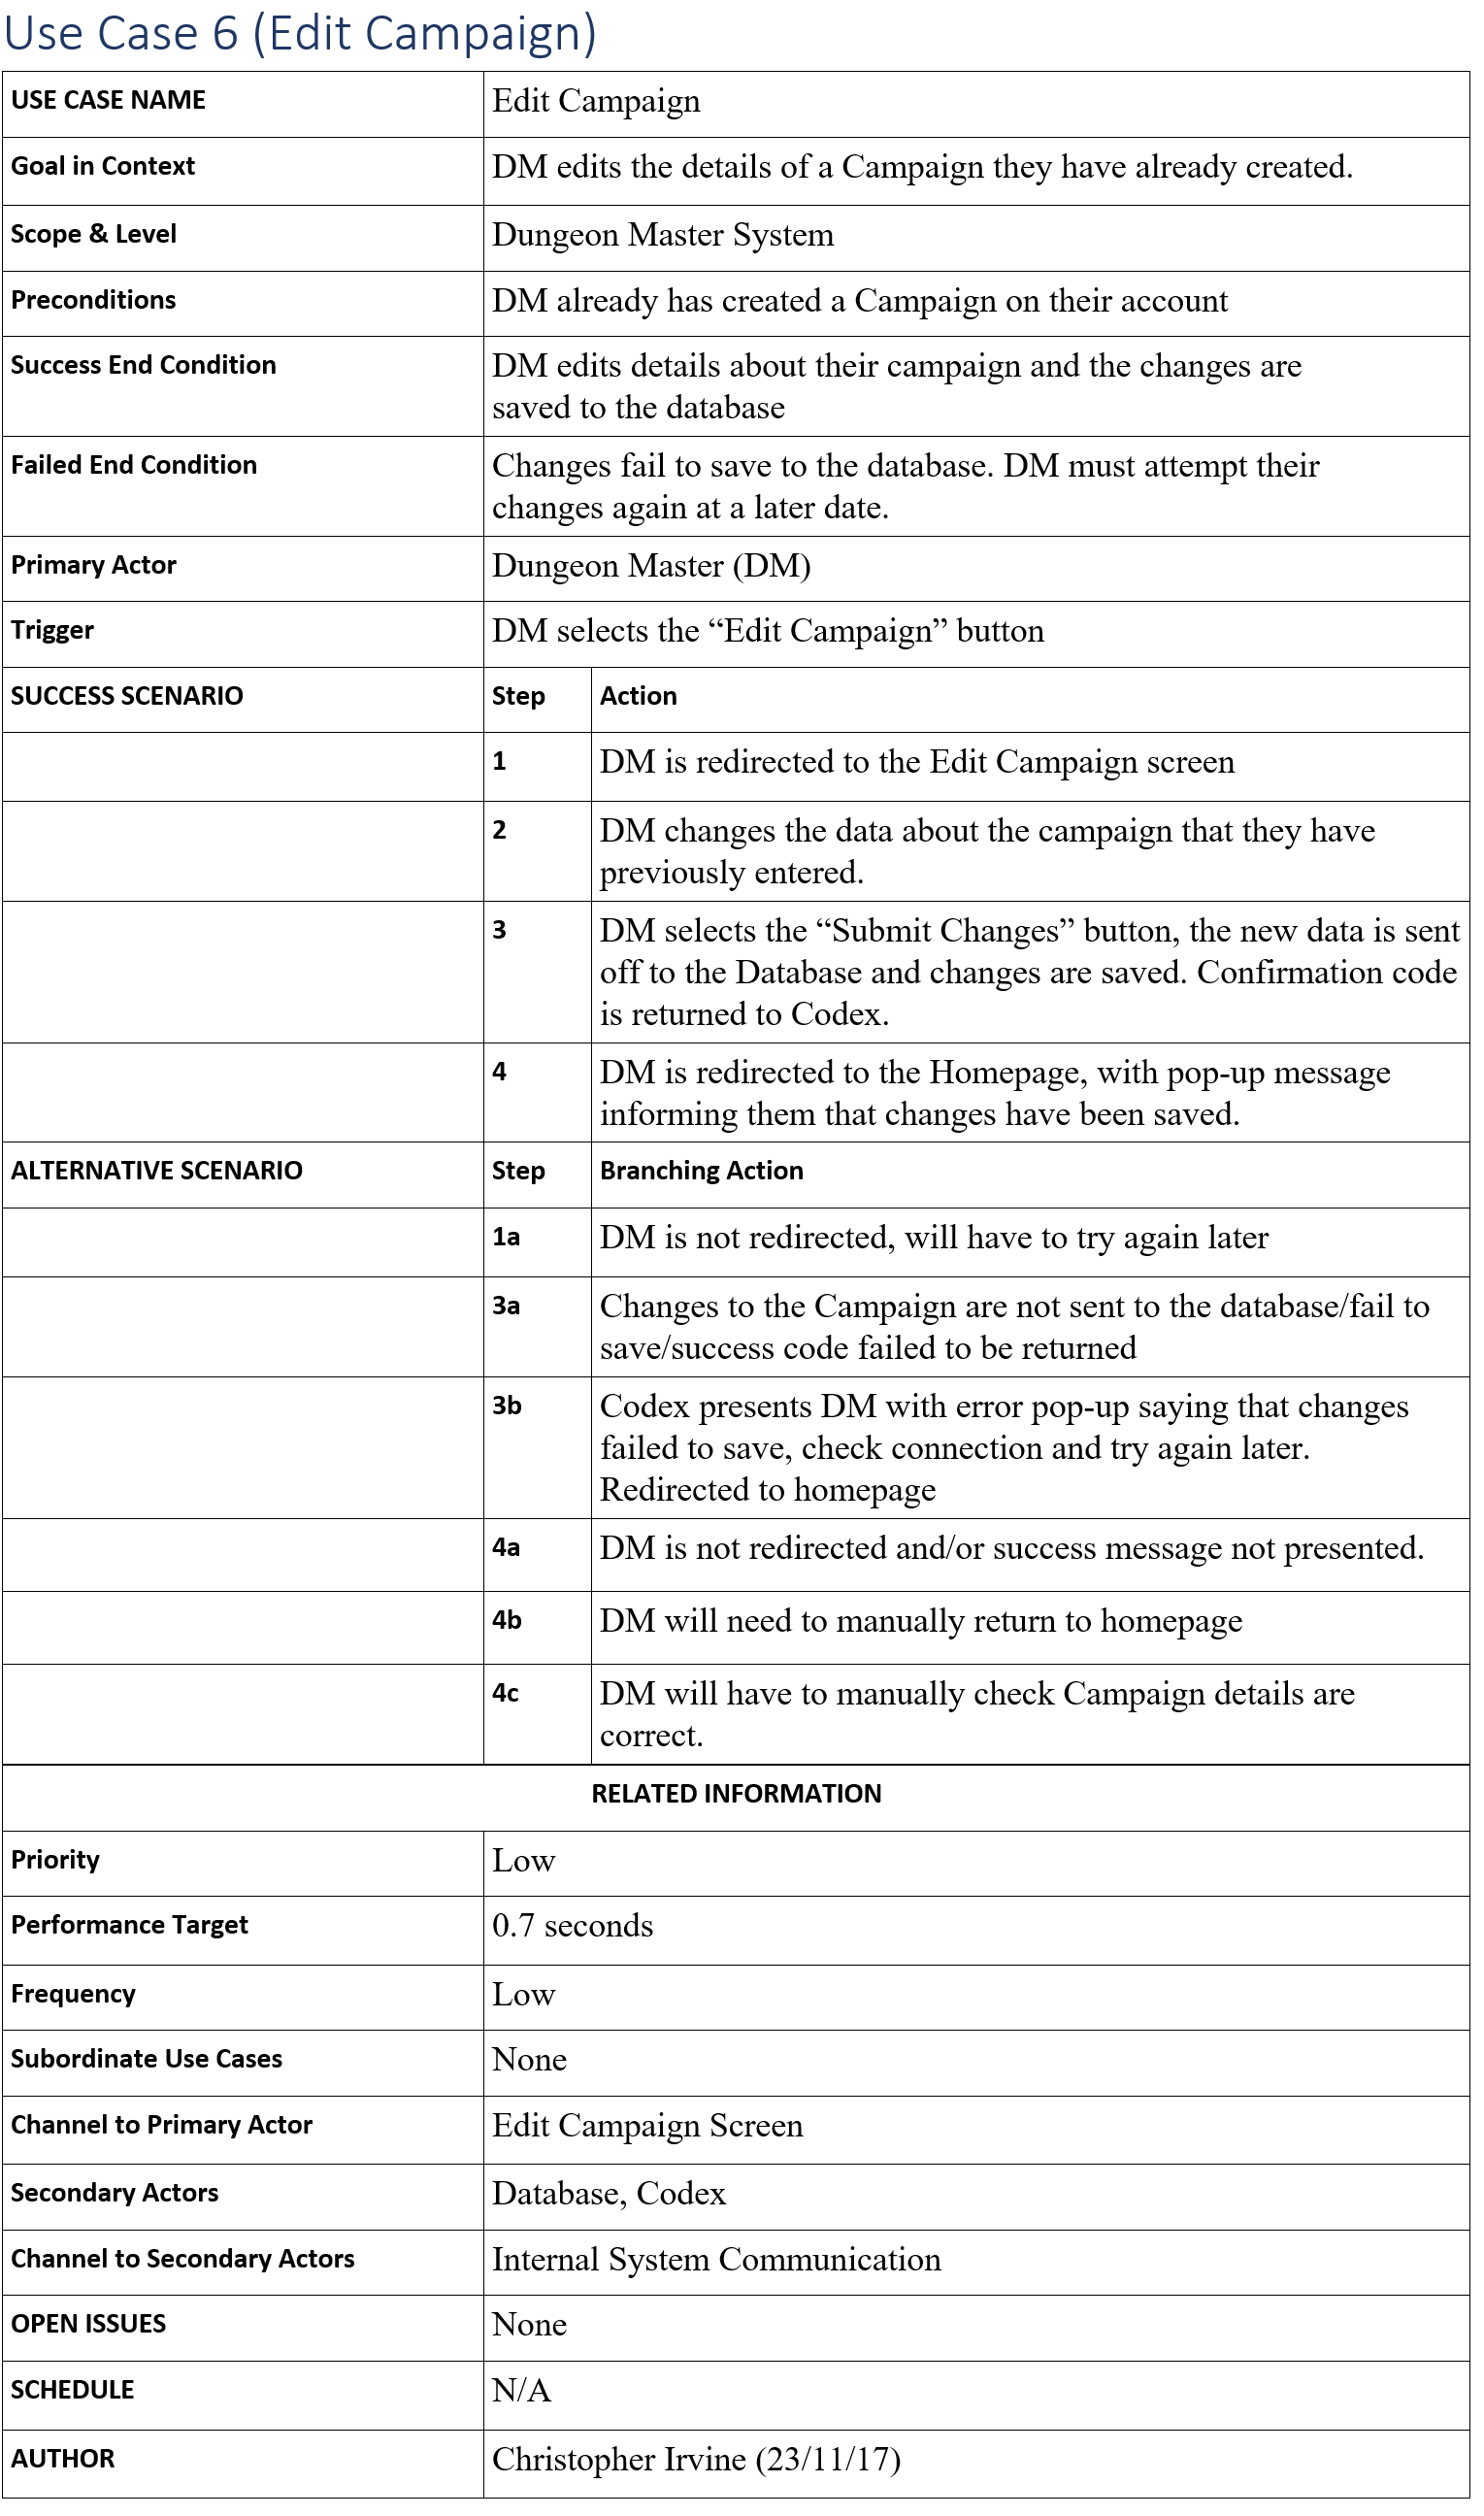 Use Case 6 (Edit Campaign)
USE CASE NAME
Edit Campaign
Goal in Context
DM edits the details of a Campaign they have already created.
Scope & Level
Dungeon Master System
Preconditions
DM already has created a Campaign on their account
Success End Condition
DM edits details about their campaign and the changes are
saved to the database
Failed End Condition
Changes fail to save to the database. DM must attempt their
changes again at a later date.
Primary Actor
Dungeon Master (DM)
Trigger
DM selects the “Edit Campaign” button
SUCCESS SCENARIO
Step
Action
1
DM is redirected to the Edit Campaign screen
2
DM changes the data about the campaign that they have
previously entered.
3
DM selects the “Submit Changes” button, the new data is sent
off to the Database and changes are saved. Confirmation code
is returned to Codex.
4
DM is redirected to the Homepage, with pop-up message
informing them that changes have been saved.
ALTERNATIVE SCENARIO
Step
Branching Action
1a
DM is not redirected, will have to try again later
3a
Changes to the Campaign are not sent to the database/fail to
save/success code failed to be returned
3b
Codex presents DM with error pop-up saying that changes
failed to save, check connection and try again later.
Redirected to homepage
4a
DM is not redirected and/or success message not presented.
4b
DM will need to manually return to homepage
4c
DM will have to manually check Campaign details are
correct.
RELATED INFORMATION
Priority
Low
Performance Target
0.7 seconds
Frequency
Low
Subordinate Use Cases
None
Channel to Primary Actor
Edit Campaign Screen
Secondary Actors
Database, Codex
Channel to Secondary Actors
Internal System Communication
OPEN ISSUES
None
SCHEDULE
N/A
AUTHOR
Christopher Irvine (23/11/17)